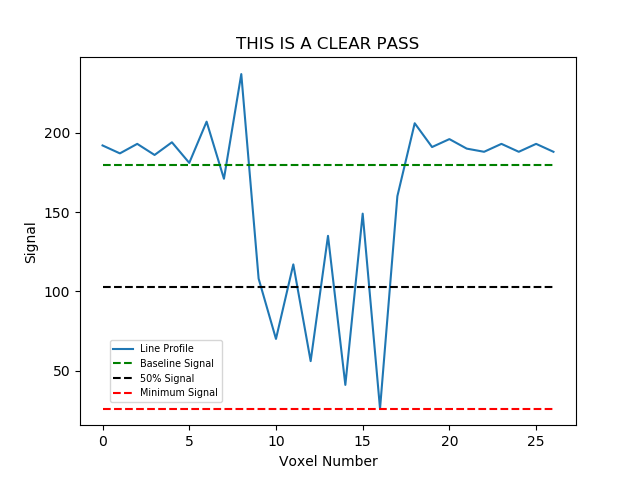 THIS IS A CLEAR PASS
200
150
100
50
Signal
Line Profile
Baseline Signal
50% Signal
Minimum Signal
0 5 10 15 20 25
Voxel Number